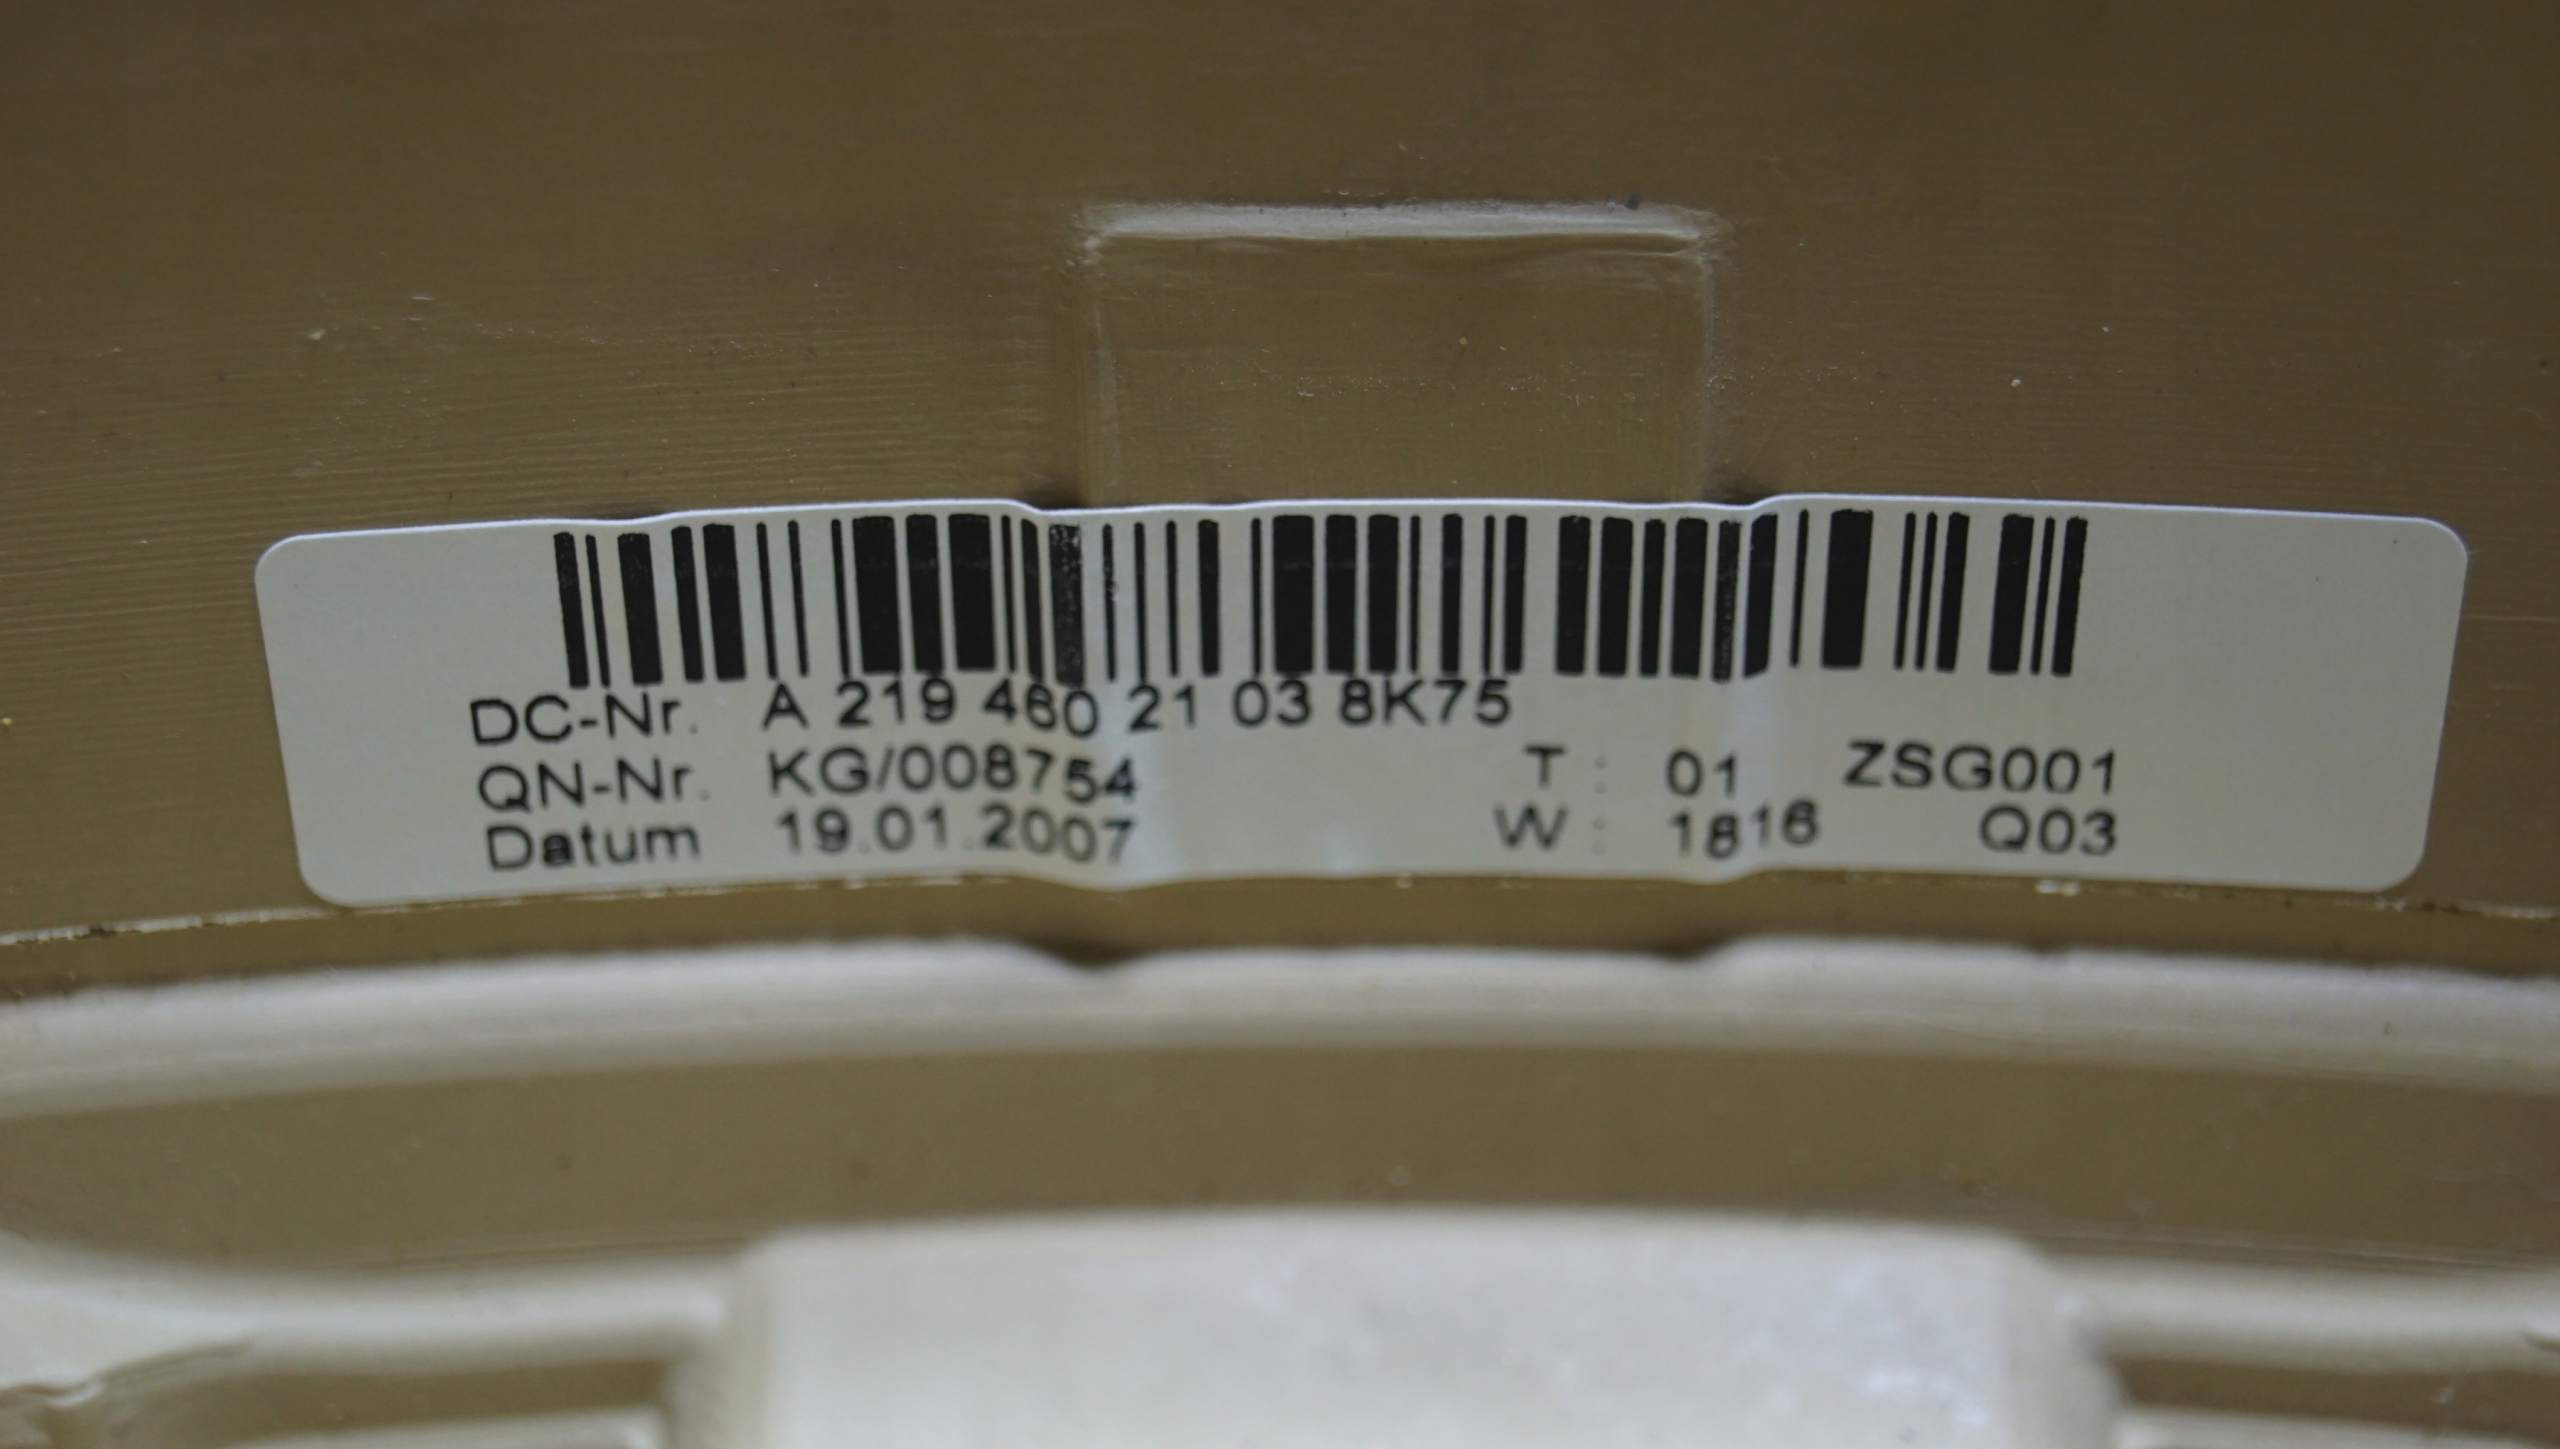 DC-Nr. A 219 460 21 03 8K75
QN-Nr. KG/008754 T : 01 ZSG001
Datum 19.01.2007 W : 1816 Q03